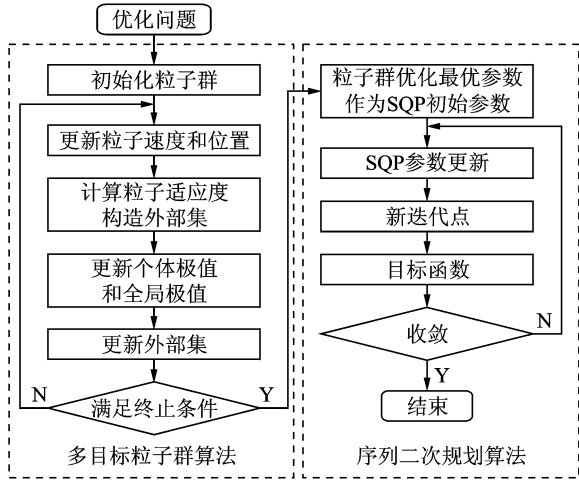 优化问题
初始化粒子群
更新粒子速度和位置
计算粒子适应度
构造外部集
更新个体极值
和全局极值
更新外部集
N
满足终止条件
Y
多目标粒子群算法
粒子群优化最优参数
作为SQP初始参数
SQP参数更新
新迭代点
目标函数
收敛
N
Y
结束
序列二次规划算法